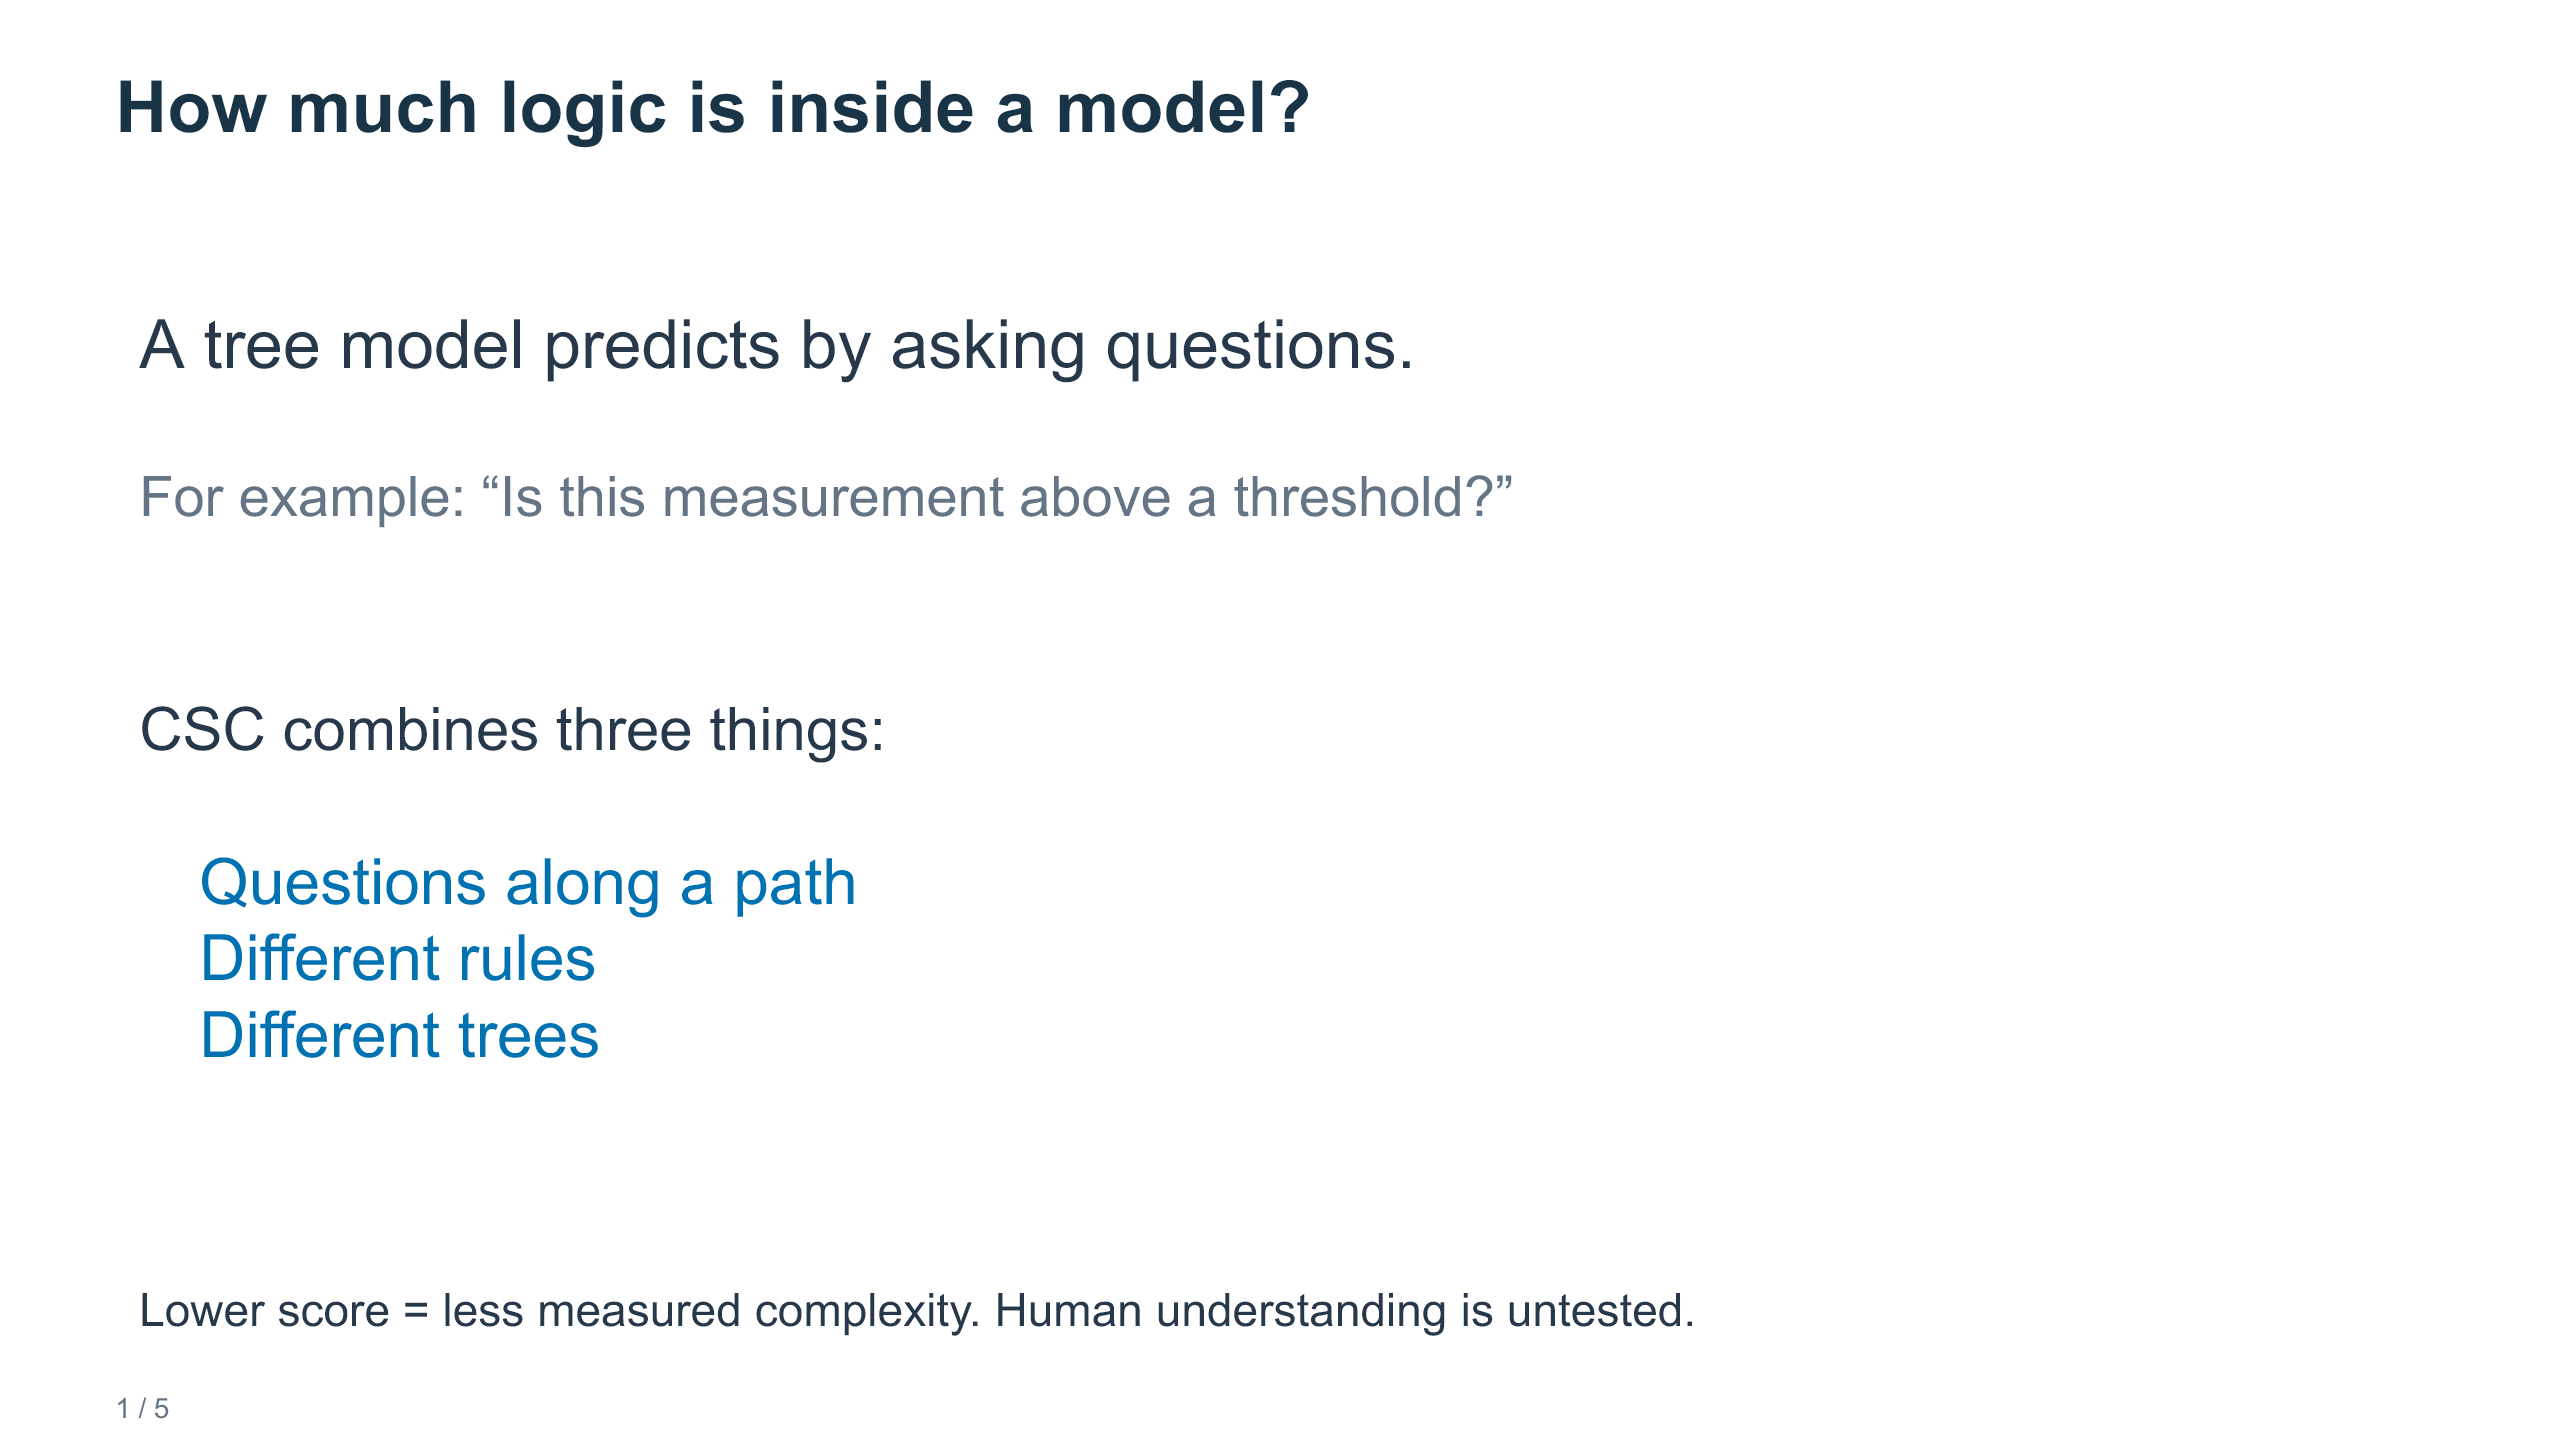 How much logic is inside a model?
A tree model predicts by asking questions.
For example: “Is this measurement above a threshold?”
CSC combines three things:
Questions along a path
Different rules
Different trees
Lower score = less measured complexity. Human understanding is untested.
1 / 5